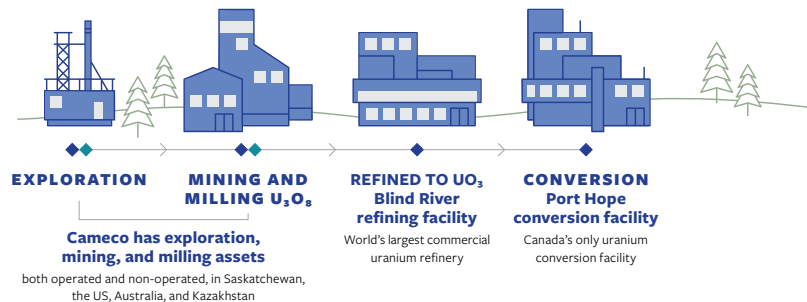 EXPLORATION
MINING AND
MILLING U₃O₈
REFINED TO UO₃
Blind River
refining facility
World's largest commercial
uranium refinery
CONVERSION
Port Hope
conversion facility
Canada's only uranium
conversion facility
Cameco has exploration,
mining, and milling assets
both operated and non-operated, in Saskatchewan,
the US, Australia, and Kazakhstan